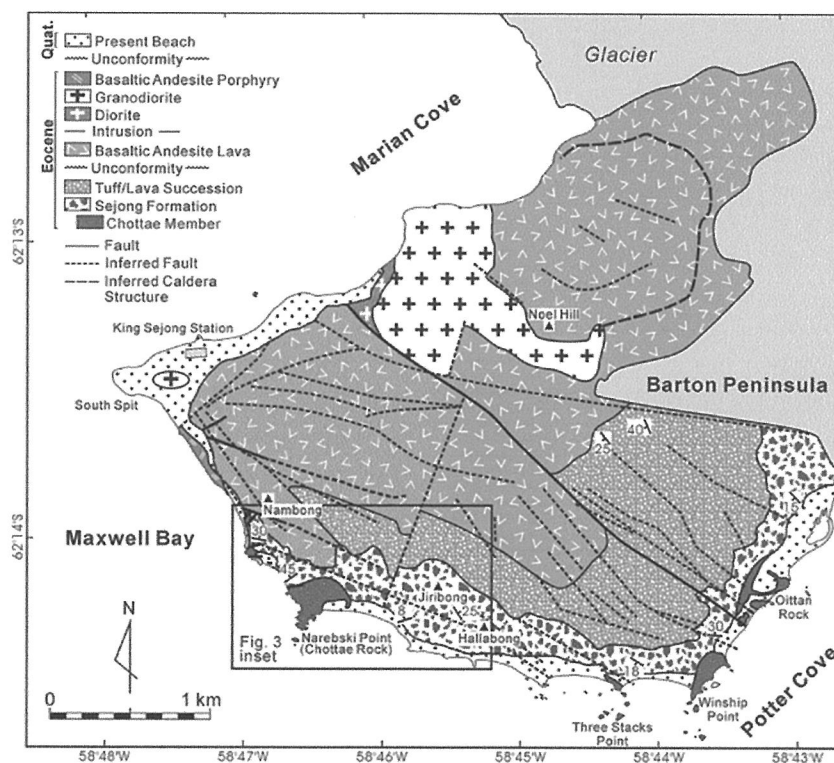 Quat.
Present Beach
Unconformity
Eocene
Basaltic Andesite Porphyry
Granodiorite
Diorite
Intrusion
Basaltic Andesite Lava
Unconformity
Tuff/Lava Succession
Sejong Formation
Chottae Member
Fault
Inferred Fault
Inferred Caldera
Structure
Glacier
Marian Cove
62°13'
Noel Hill
King Sejong Station
South Spit
Barton Peninsula
40
25
15
Nambong
62°14'
Maxwell Bay
30
45
Jiribong
25
8
Hallabong
Oittan
Rock
30
18
N
Fig. 3
inset
Narebski Point
(Chottae Rock)
Winship
Point
Potter Cove
Three Stacks
Point
0
1 km
58°48'W
58°47'W
58°46'W
58°45'W
58°44'W
58°43'W